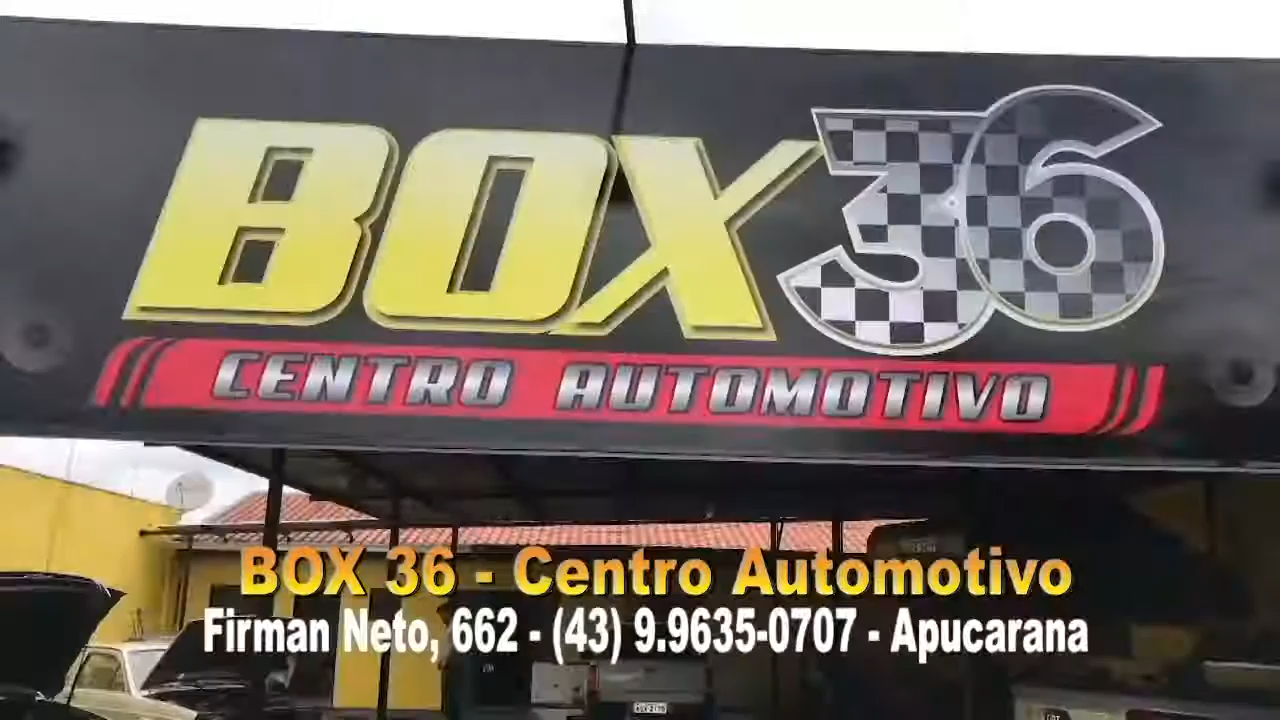 BOX 36
CENTRO AUTOMOTIVO
BOX 36 - Centro Automotivo
Firman Neto, 662 - (43) 9.9635-0707 - Apucarana